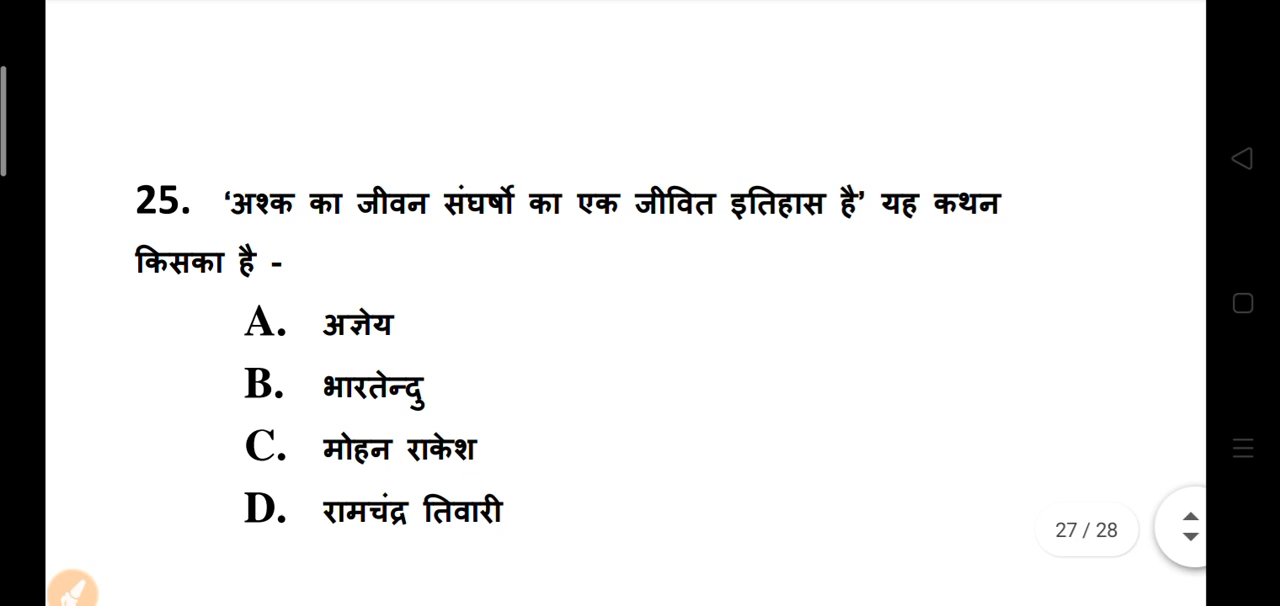 25. ‘अश्क का जीवन संघर्षो का एक जीवित इतिहास है’ यह कथन
किसका है -
A. अज्ञेय
B. भारतेन्दु
C. मोहन राकेश
D. रामचंद्र तिवारी
27 / 28